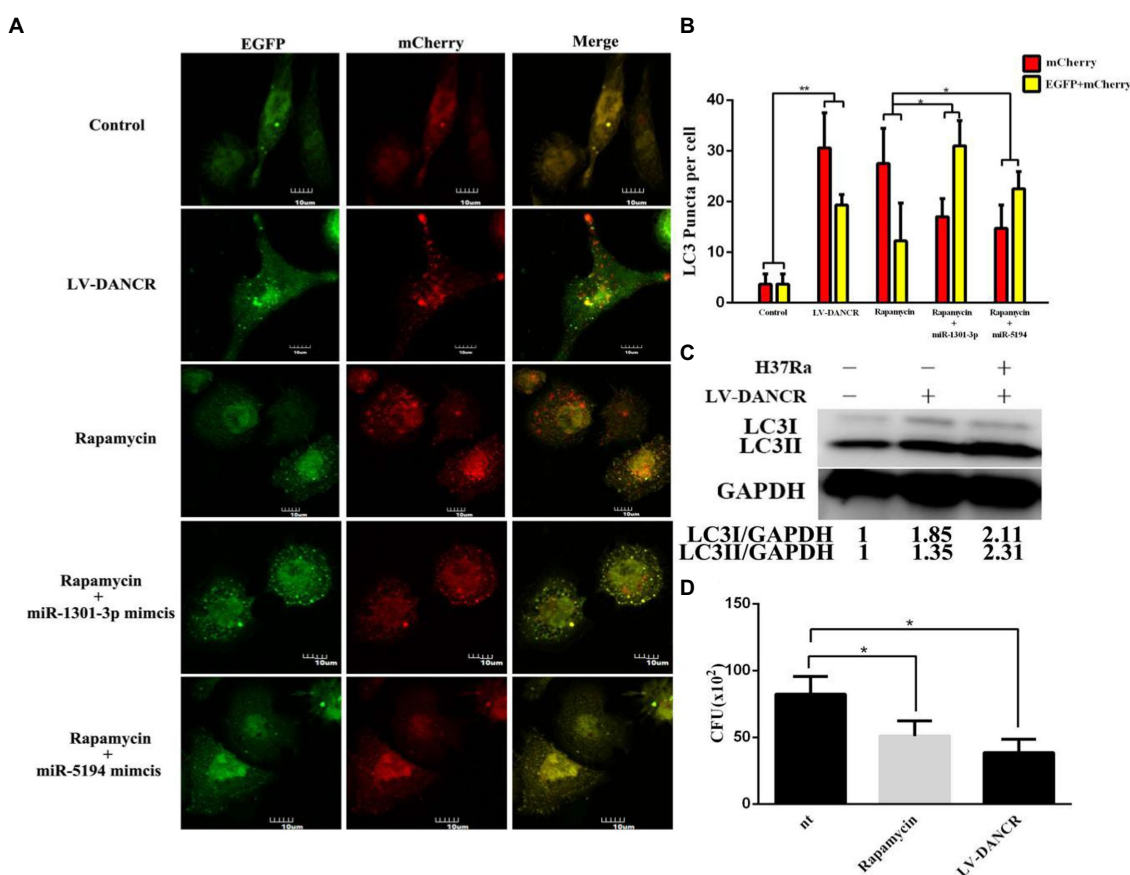 A
EGFP mCherry Merge
Control
10um 10um 10um
LV-DANCR
10um 10um 10um
Rapamycin
10um 10um 10um
Rapamycin
+
miR-1301-3p mimcis
10um 10um 10um
Rapamycin
+
miR-5194 mimcis
10um 10um 10um
B
mCherry
EGFP+mCherry
LC3 Puncta per cell
40
30
20
10
0
** * *
Control LV-DANCR Rapamycin Rapamycin Rapamycin
+ +
miR-1301-3p miR-5194
C
H37Ra − − +
LV-DANCR − + +
LC3I
LC3II
GAPDH
LC3I/GAPDH 1 1.85 2.11
LC3II/GAPDH 1 1.35 2.31
D
CFU(x10²)
150
100
50
0
*
*
nt Rapamycin LV-DANCR